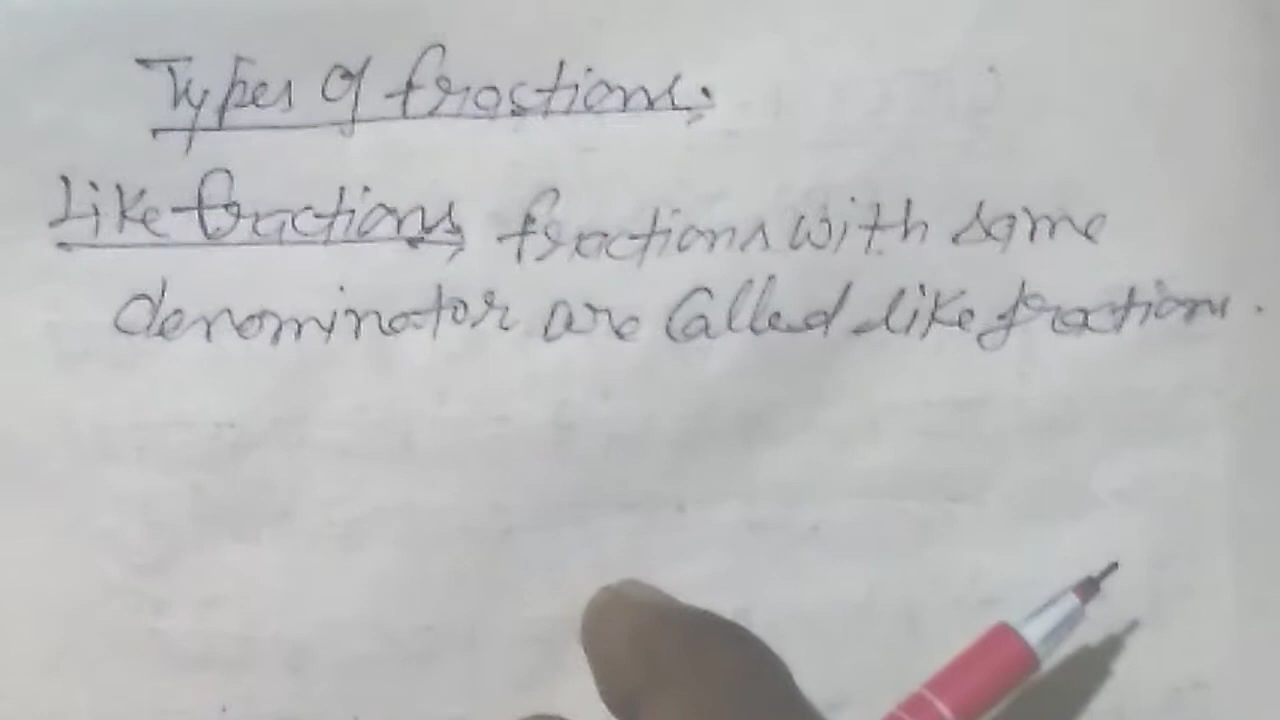 Types of fractions:
Like fractions, fractions with same
denominator are Called like fractions.